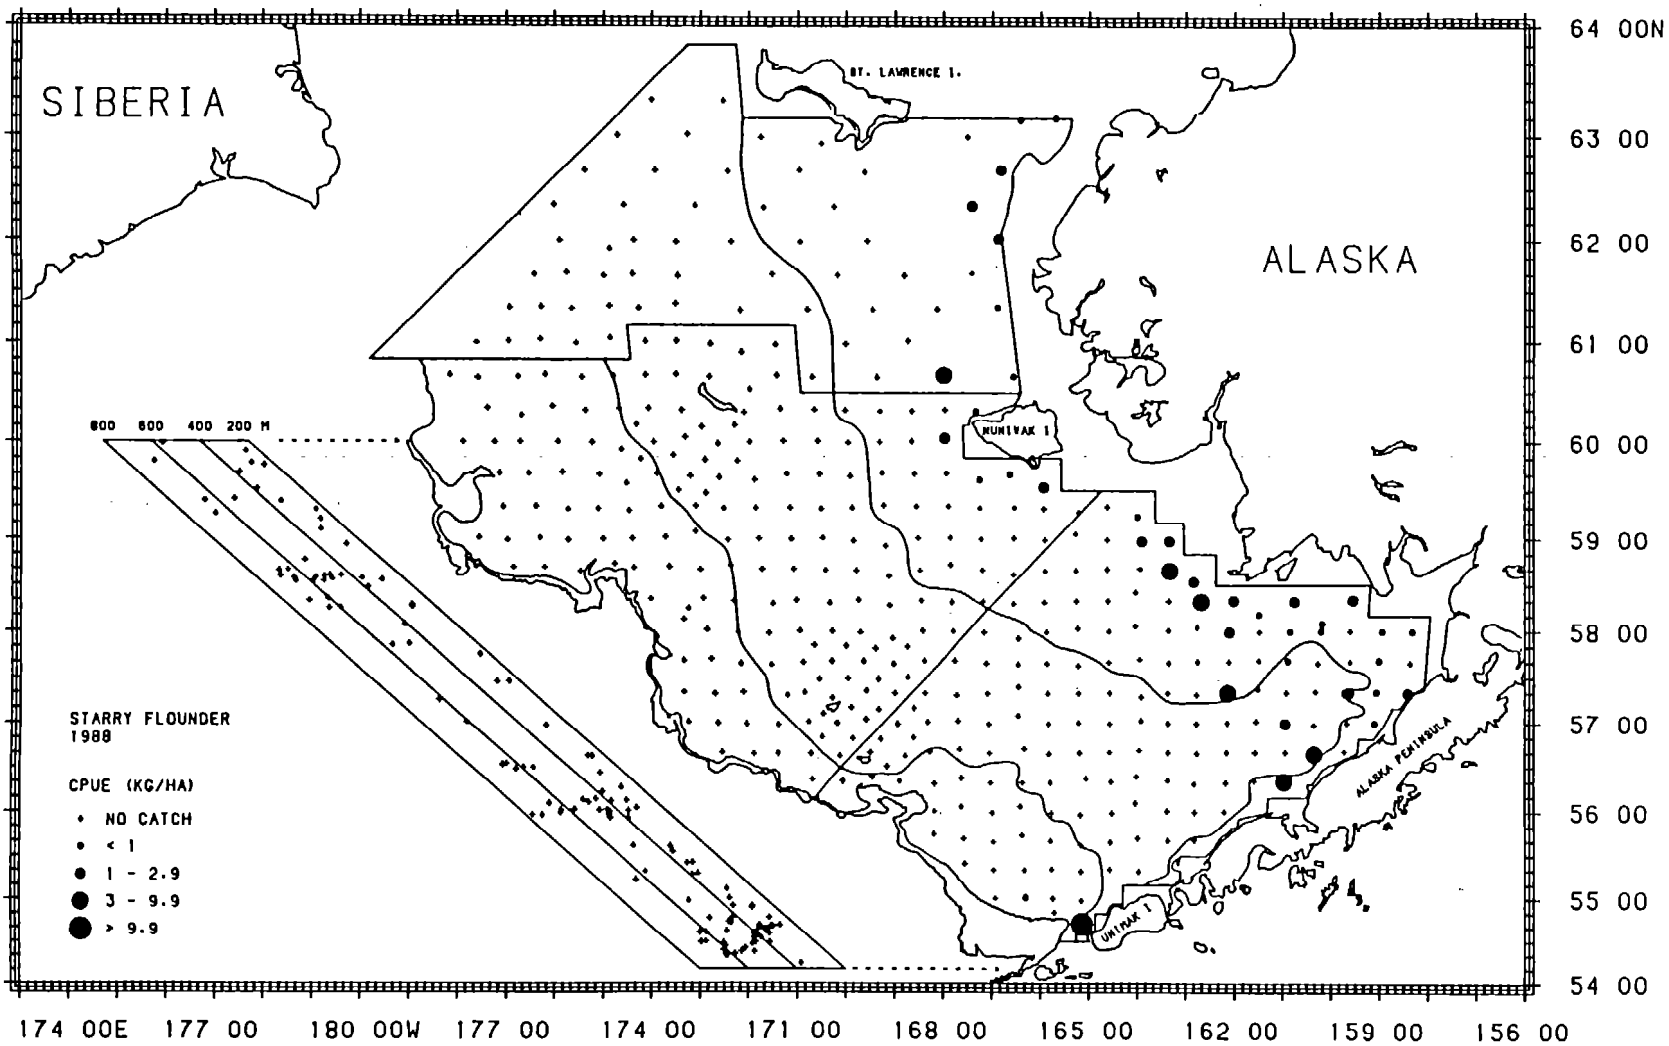 64 00N
ST. LAWRENCE I.
SIBERIA
63 00
62 00
ALASKA
61 00
800 600 400 200 M
NUNIVAK I
60 00
59 00
58 00
STARRY FLOUNDER
1988
57 00
ALASKA PENINSULA
CPUE (KG/HA)
NO CATCH
56 00
< 1
1 - 2.9
3 - 9.9
55 00
> 9.9
UNIMAK I
54 00
174 00E 177 00 180 00W 177 00 174 00 171 00 168 00 165 00 162 00 159 00 156 00